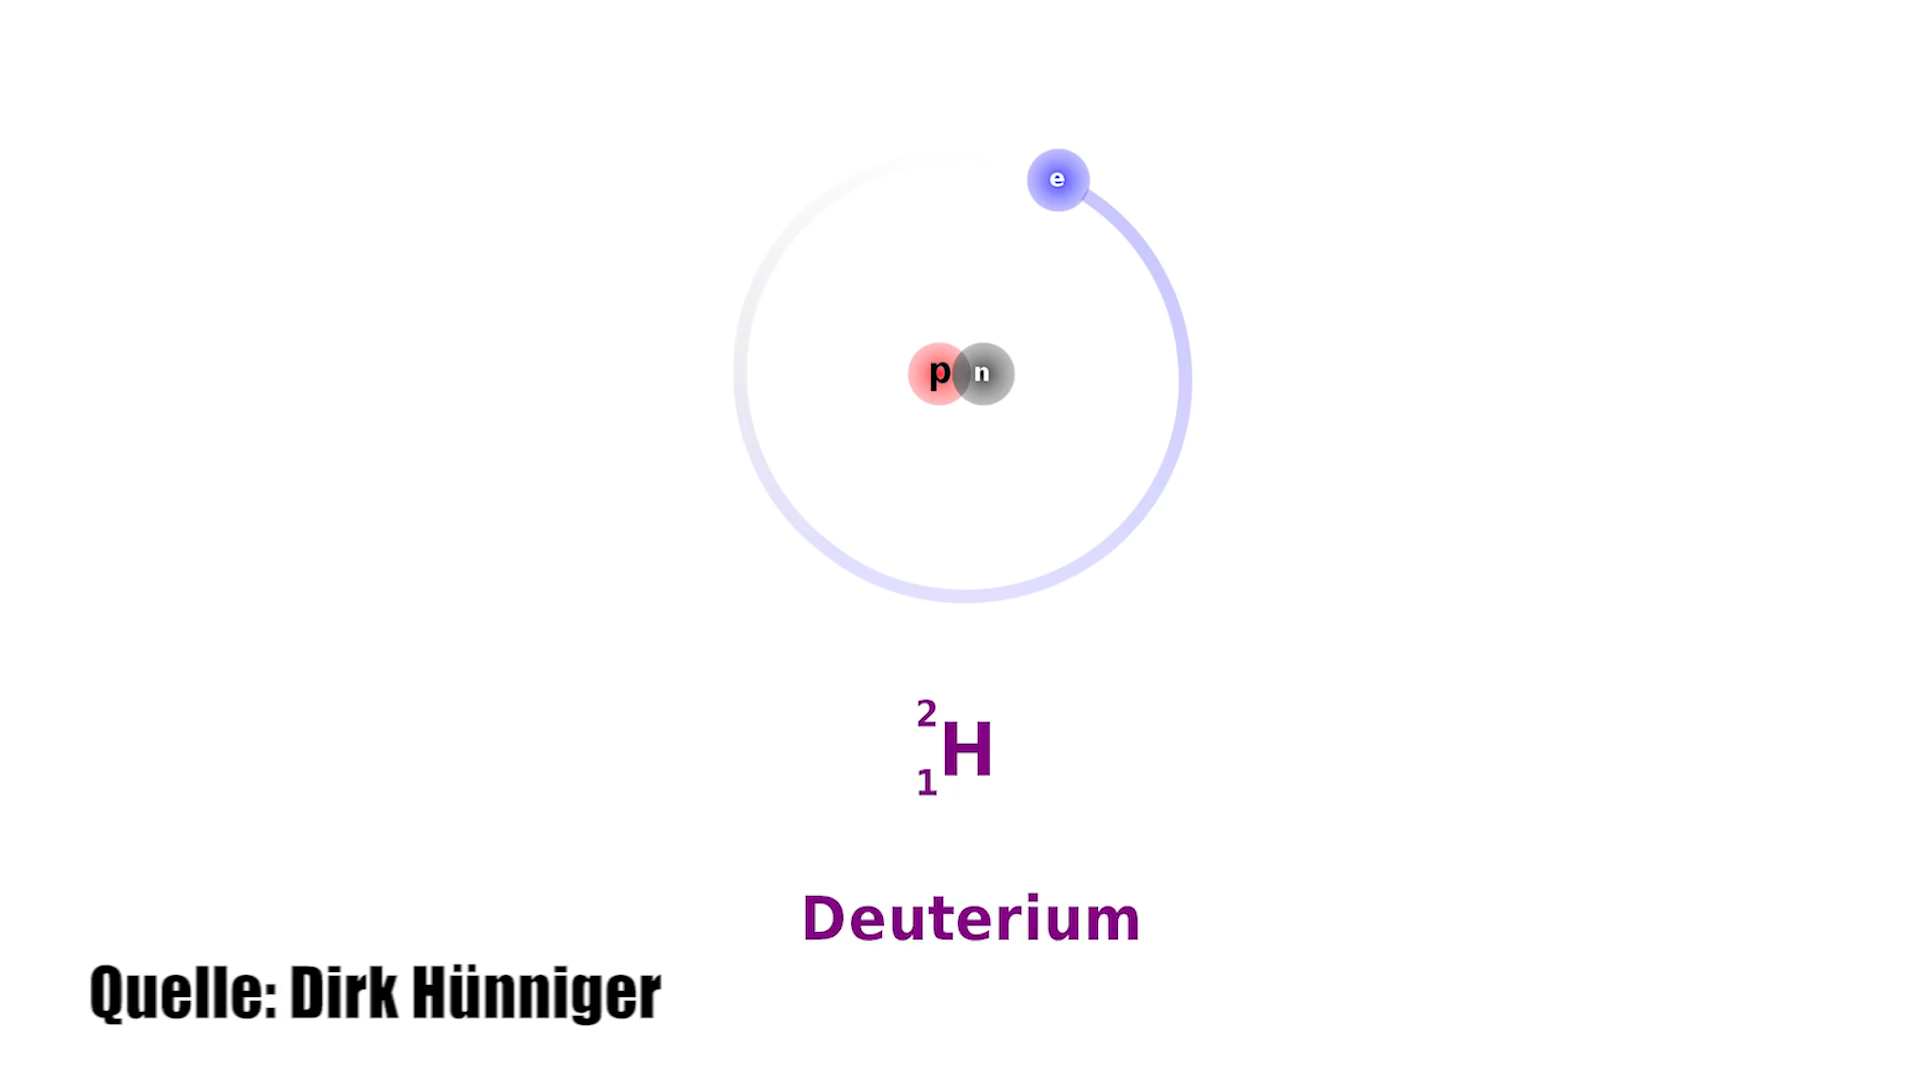 e
p n
2
1 H
Deuterium
Quelle: Dirk Hünniger